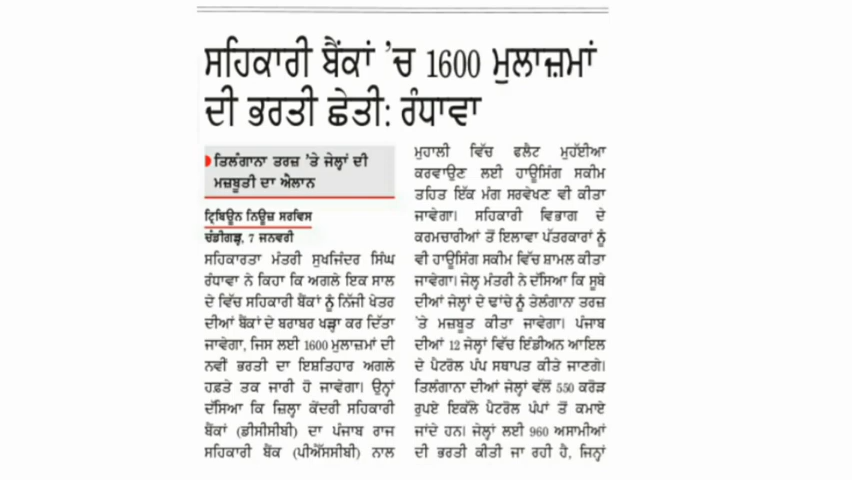 ਸਹਿਕਾਰੀ ਬੈਂਕਾਂ ’ਚ 1600 ਮੁਲਾਜ਼ਮਾਂ
ਦੀ ਭਰਤੀ ਛੇਤੀ: ਰੰਧਾਵਾ
ਤਿਲੰਗਾਨਾ ਤਰਜ਼ ’ਤੇ ਜੇਲ੍ਹਾਂ ਦੀ
ਮਜ਼ਬੂਤੀ ਦਾ ਐਲਾਨ
ਟ੍ਰਿਬਿਊਨ ਨਿਊਜ਼ ਸਰਵਿਸ
ਚੰਡੀਗੜ੍ਹ, 7 ਜਨਵਰੀ
ਸਹਿਕਾਰਤਾ ਮੰਤਰੀ ਸੁਖਜਿੰਦਰ ਸਿੰਘ
ਰੰਧਾਵਾ ਨੇ ਕਿਹਾ ਕਿ ਅਗਲੇ ਇਕ ਸਾਲ
ਦੇ ਵਿੱਚ ਸਹਿਕਾਰੀ ਬੈਂਕਾਂ ਨੂੰ ਨਿੱਜੀ ਖੇਤਰ
ਦੀਆਂ ਬੈਂਕਾਂ ਦੇ ਬਰਾਬਰ ਖੜ੍ਹਾ ਕਰ ਦਿੱਤਾ
ਜਾਵੇਗਾ, ਜਿਸ ਲਈ 1600 ਮੁਲਾਜ਼ਮਾਂ ਦੀ
ਨਵੀਂ ਭਰਤੀ ਦਾ ਇਸ਼ਤਿਹਾਰ ਅਗਲੇ
ਹਫ਼ਤੇ ਤਕ ਜਾਰੀ ਹੋ ਜਾਵੇਗਾ। ਉਨ੍ਹਾਂ
ਦੱਸਿਆ ਕਿ ਜ਼ਿਲ੍ਹਾ ਕੇਂਦਰੀ ਸਹਿਕਾਰੀ
ਬੈਂਕਾਂ (ਡੀਸੀਸੀਬੀ) ਦਾ ਪੰਜਾਬ ਰਾਜ
ਸਹਿਕਾਰੀ ਬੈਂਕ (ਪੀਐੱਸਸੀਬੀ) ਨਾਲ
ਮੁਹਾਲੀ ਵਿੱਚ ਫਲੈਟ ਮੁਹੱਈਆ
ਕਰਵਾਉਣ ਲਈ ਹਾਊਸਿੰਗ ਸਕੀਮ
ਤਹਿਤ ਇੱਕ ਮੰਗ ਸਰਵੇਖਣ ਵੀ ਕੀਤਾ
ਜਾਵੇਗਾ। ਸਹਿਕਾਰੀ ਵਿਭਾਗ ਦੇ
ਕਰਮਚਾਰੀਆਂ ਤੋਂ ਇਲਾਵਾ ਪੱਤਰਕਾਰਾਂ ਨੂੰ
ਵੀ ਹਾਊਸਿੰਗ ਸਕੀਮ ਵਿੱਚ ਸ਼ਾਮਲ ਕੀਤਾ
ਜਾਵੇਗਾ। ਜੇਲ੍ਹ ਮੰਤਰੀ ਨੇ ਦੱਸਿਆ ਕਿ ਸੂਬੇ
ਦੀਆਂ ਜੇਲ੍ਹਾਂ ਦੇ ਢਾਂਚੇ ਨੂੰ ਤੇਲੰਗਾਨਾ ਤਰਜ਼
’ਤੇ ਮਜ਼ਬੂਤ ਕੀਤਾ ਜਾਵੇਗਾ। ਪੰਜਾਬ
ਦੀਆਂ 12 ਜੇਲ੍ਹਾਂ ਵਿੱਚ ਇੰਡੀਅਨ ਆਇਲ
ਦੇ ਪੈਟਰੋਲ ਪੰਪ ਸਥਾਪਤ ਕੀਤੇ ਜਾਣਗੇ।
ਤਿਲੰਗਾਨਾ ਦੀਆਂ ਜੇਲ੍ਹਾਂ ਵੱਲੋਂ 550 ਕਰੋੜ
ਰੁਪਏ ਇਕੱਲੇ ਪੈਟਰੋਲ ਪੰਪਾਂ ਤੋਂ ਕਮਾਏ
ਜਾਂਦੇ ਹਨ। ਜੇਲ੍ਹਾਂ ਲਈ 960 ਅਸਾਮੀਆਂ
ਦੀ ਭਰਤੀ ਕੀਤੀ ਜਾ ਰਹੀ ਹੈ, ਜਿਨ੍ਹਾਂ